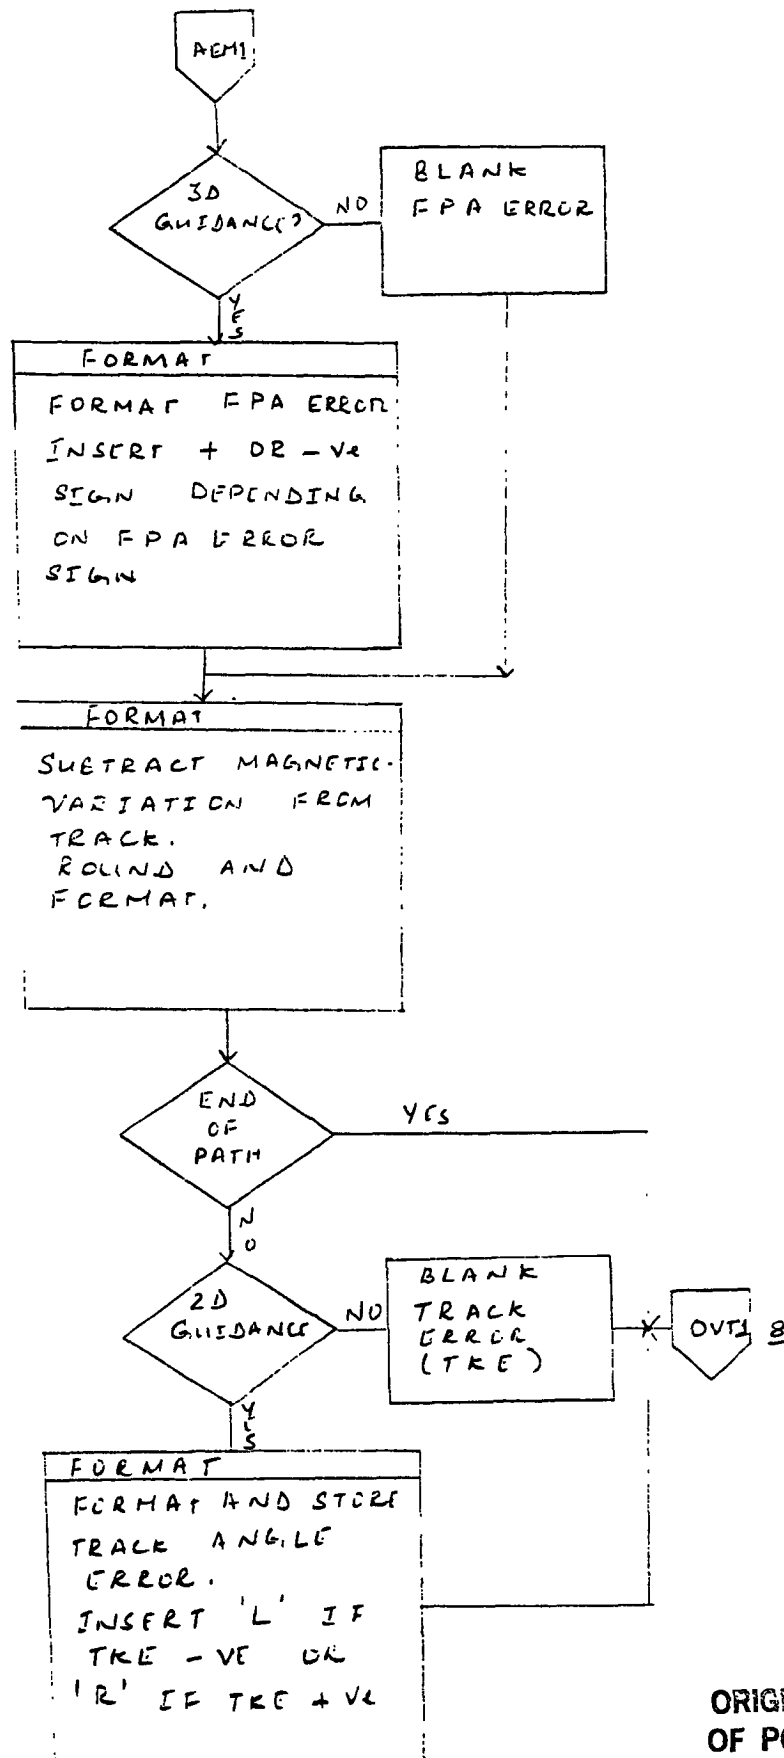 AEM1
3D
GUIDANCE?
NO
BLANK
FPA ERROR
YES
FORMAT
FORMAT FPA ERROR
INSERT + OR -Ve
SIGN DEPENDING
ON FPA ERROR
SIGN
FORMAT
SUBTRACT MAGNETIC
VARIATION FROM
TRACK.
ROUND AND
FORMAT.
END
OF
PATH
YES
NO
2D
GUIDANCE
NO
BLANK
TRACK
ERROR
(TKE)
OVT1 8
YES
FORMAT
FORMAT AND STORE
TRACK ANGLE
ERROR.
INSERT 'L' IF
TKE -VE OR
'R' IF TKE +Ve
ORIGI
OF PO